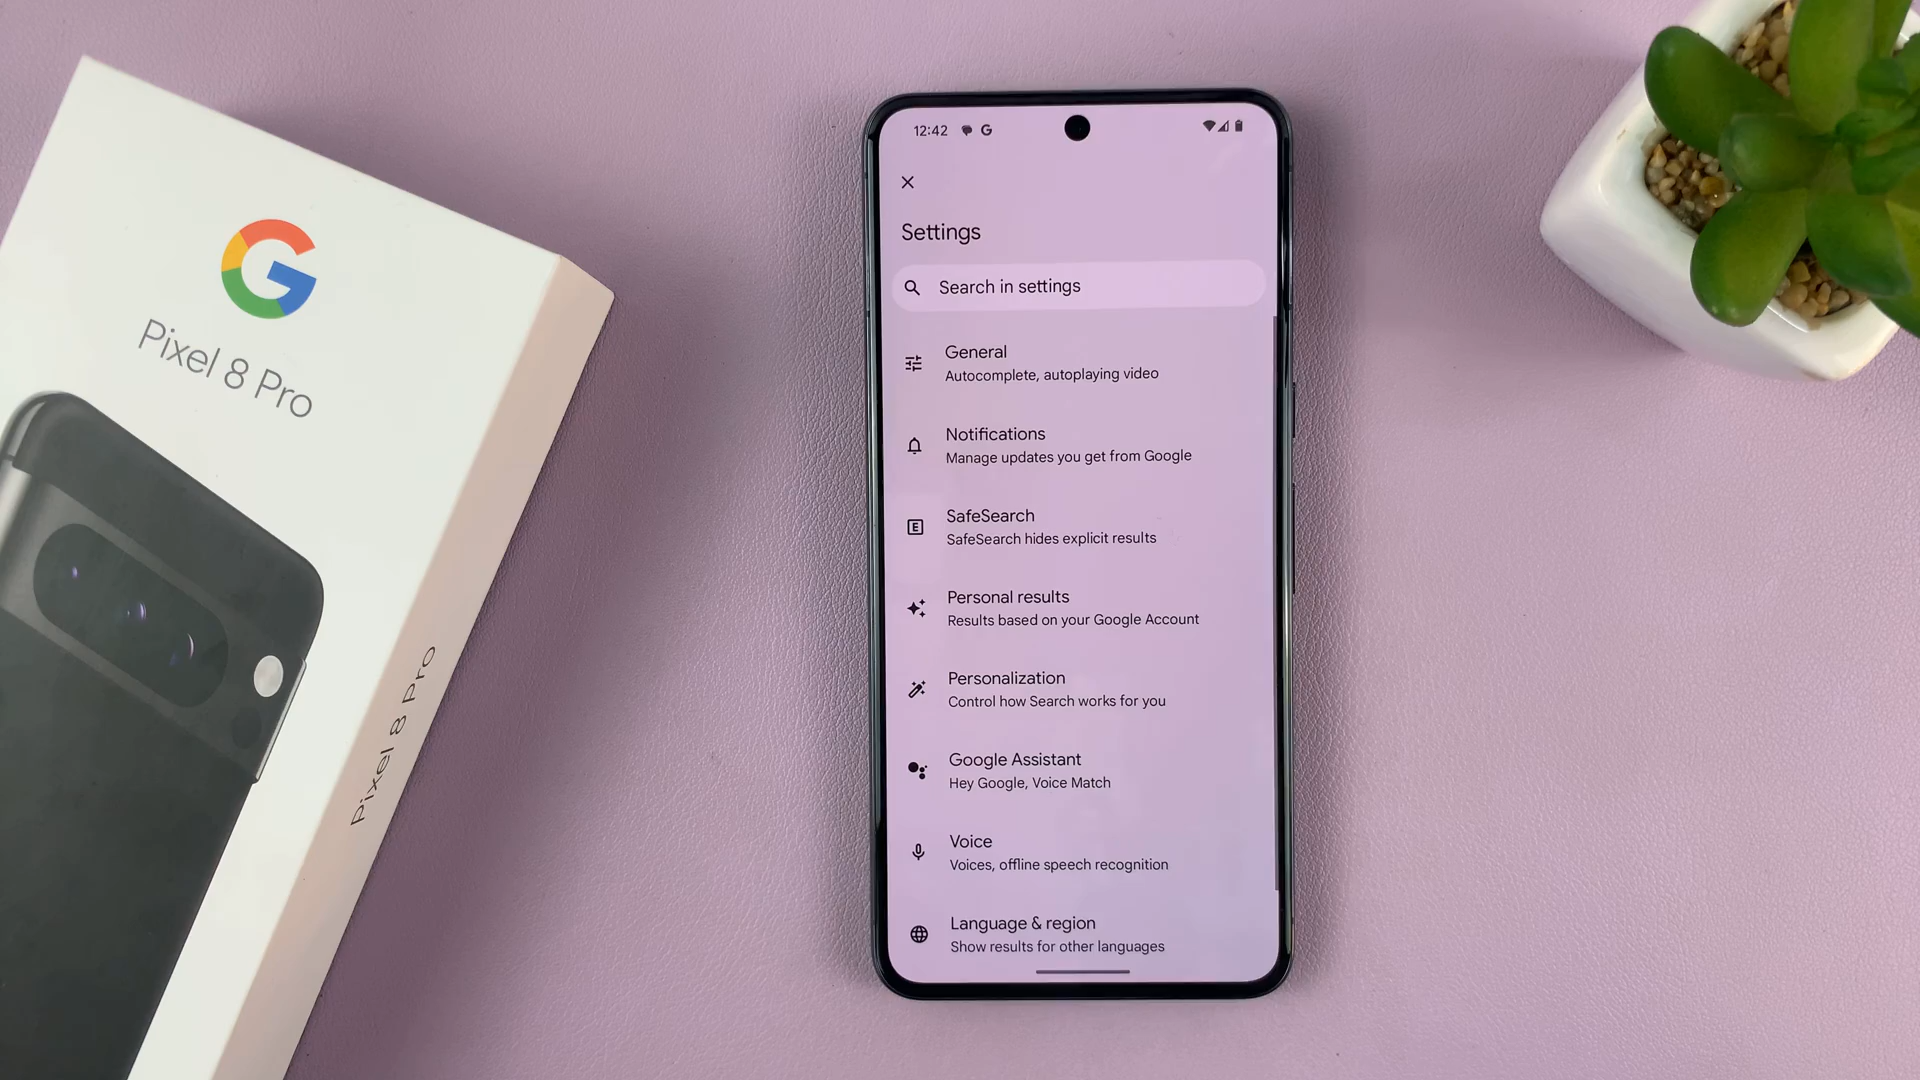 G
Pixel 8 Pro
Pixel 8 Pro
12:42 G
Settings
Search in settings
General
Autocomplete, autoplaying video
Notifications
Manage updates you get from Google
E
SafeSearch
SafeSearch hides explicit results
Personal results
Results based on your Google Account
Personalization
Control how Search works for you
Google Assistant
Hey Google, Voice Match
Voice
Voices, offline speech recognition
Language & region
Show results for other languages